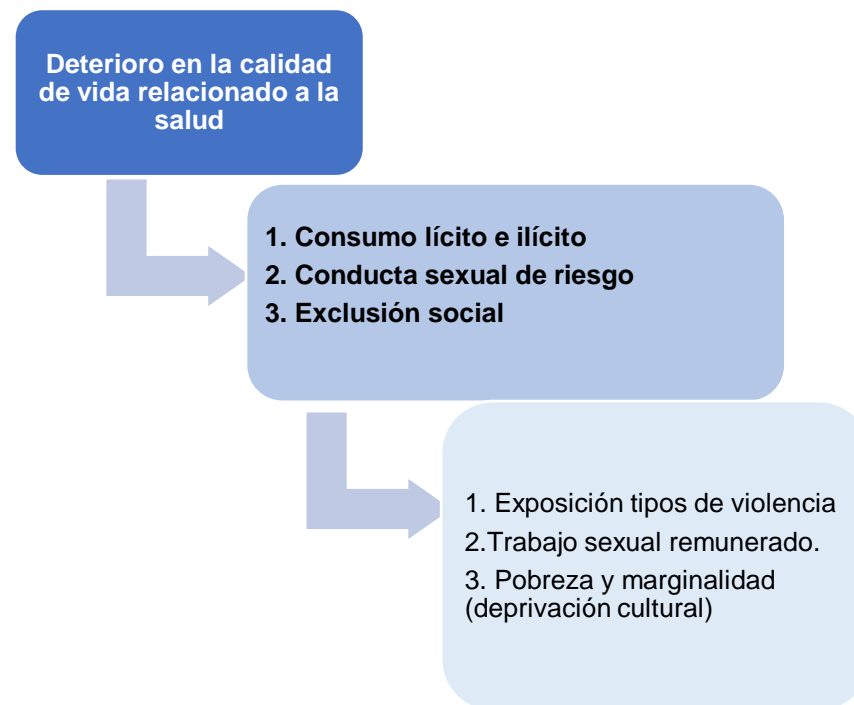 Deterioro en la calidad
de vida relacionado a la
salud
1. Consumo lícito e ilícito
2. Conducta sexual de riesgo
3. Exclusión social
1. Exposición tipos de violencia
2.Trabajo sexual remunerado.
3. Pobreza y marginalidad
(deprivación cultural)